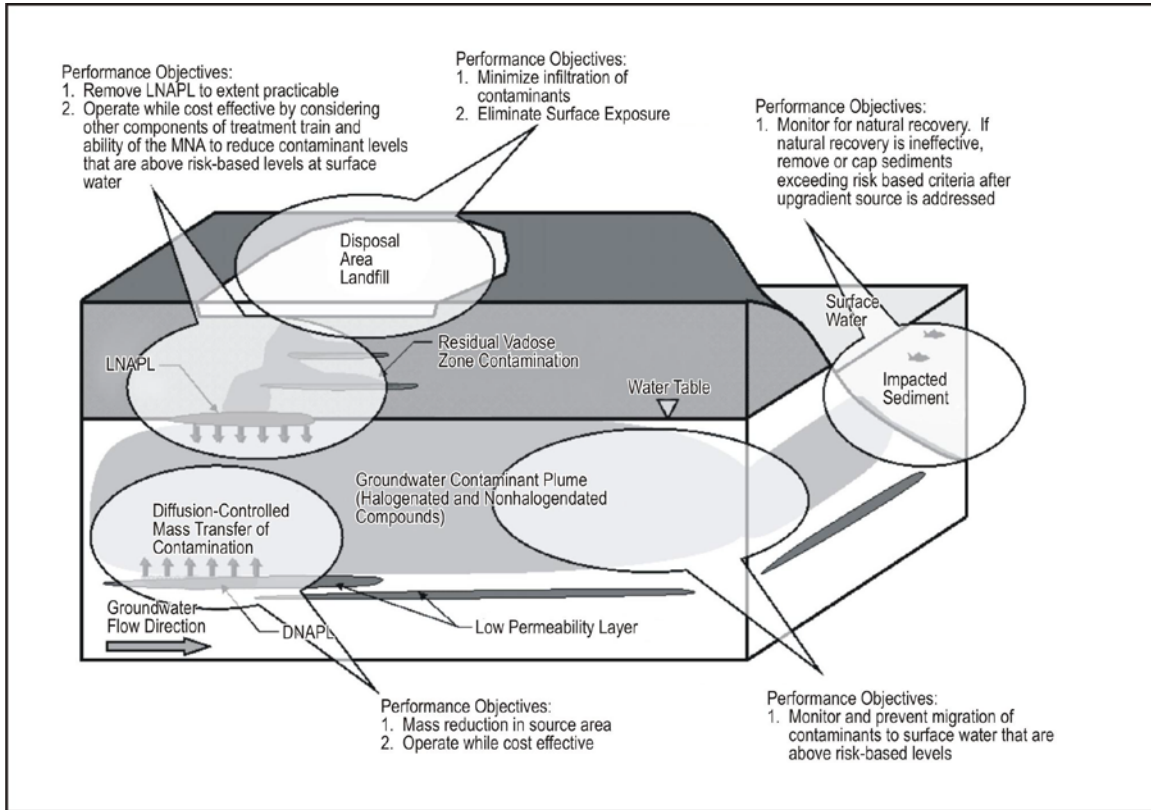 Performance Objectives:
1. Remove LNAPL to extent practicable
2. Operate while cost effective by considering
other components of treatment train and
ability of the MNA to reduce contaminant levels
that are above risk-based levels at surface
water
Performance Objectives:
1. Minimize infiltration of
contaminants
2. Eliminate Surface Exposure
Performance Objectives:
1. Monitor for natural recovery. If
natural recovery is ineffective,
remove or cap sediments
exceeding risk based criteria after
upgradient source is addressed
Disposal
Area
Landfill
Surface
Water
LNAPL
Residual Vadose
Zone Contamination
Water Table
Impacted
Sediment
Groundwater Contaminant Plume
(Halogenated and Nonhalogendated
Compounds)
Diffusion-Controlled
Mass Transfer of
Contamination
Groundwater
Flow Direction
DNAPL
Low Permeability Layer
Performance Objectives:
1. Mass reduction in source area
2. Operate while cost effective
Performance Objectives:
1. Monitor and prevent migration of
contaminants to surface water that are
above risk-based levels